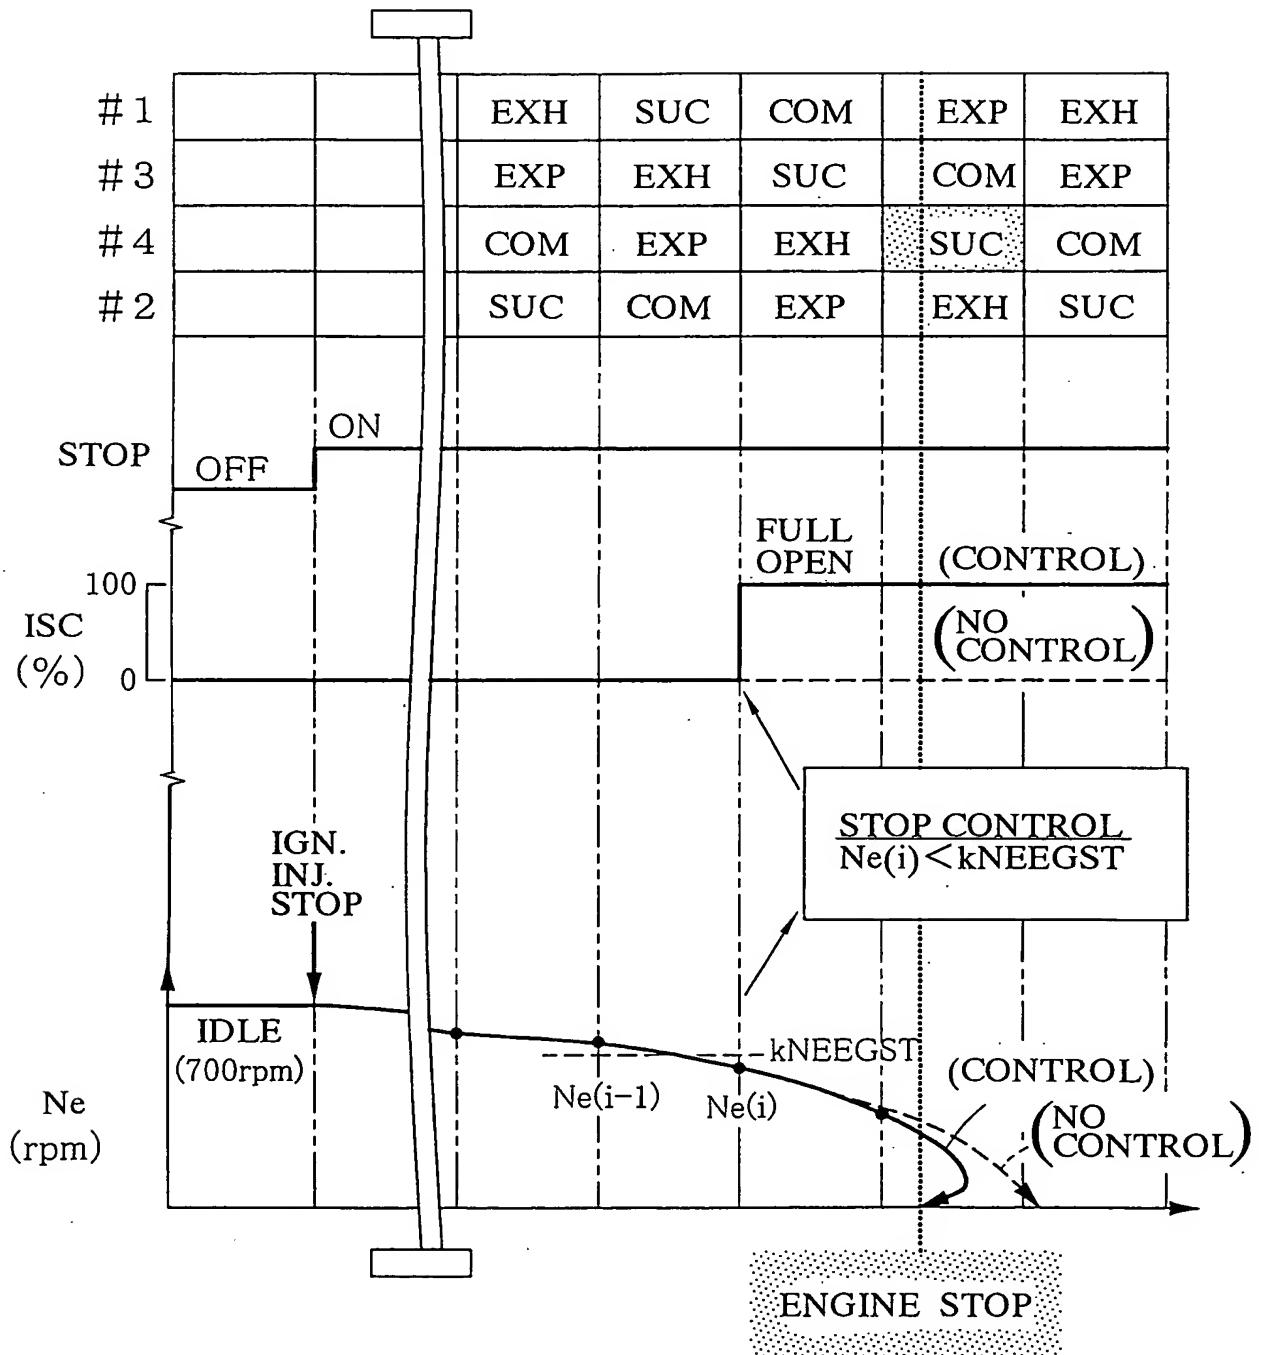 #1 EXH SUC COM EXP EXH
#3 EXP EXH SUC COM EXP
#4 COM EXP EXH SUC COM
#2 SUC COM EXP EXH SUC
ON
STOP
OFF
FULL
OPEN
(CONTROL)
100
ISC
(%)
0
(NO
CONTROL)
STOP CONTROL
Ne(i)<kNEEGST
IGN.
INJ.
STOP
IDLE
(700rpm)
kNEEGST
Ne(i-1)
Ne(i)
(CONTROL)
(NO
CONTROL)
Ne
(rpm)
ENGINE STOP